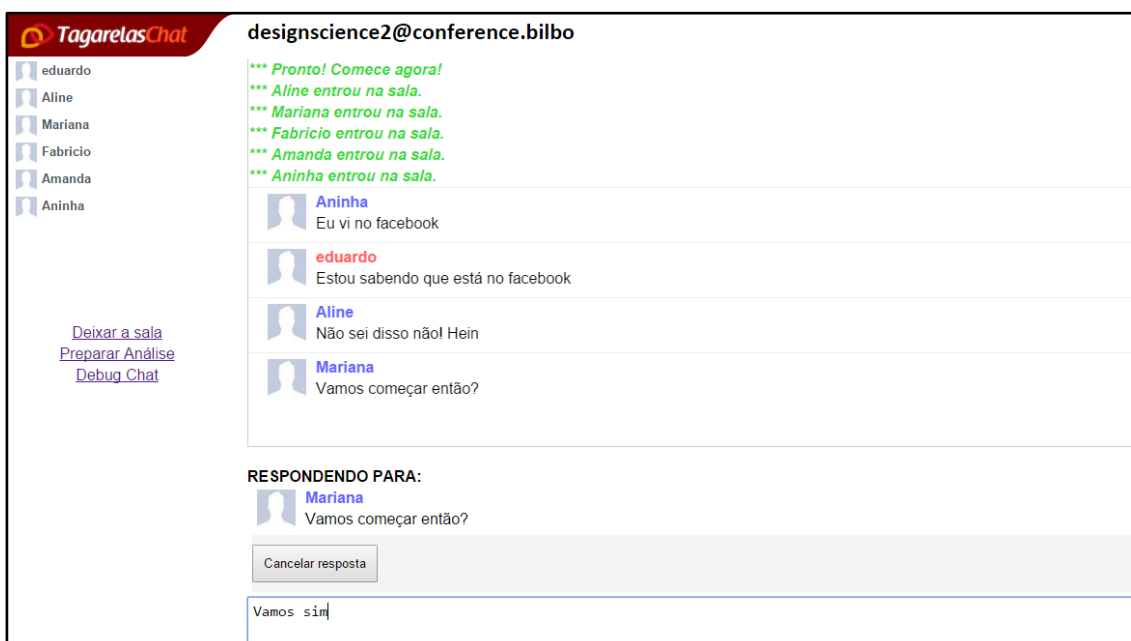 TagarelasChat
eduardo
Aline
Mariana
Fabricio
Amanda
Aninha
Deixar a sala
Preparar Análise
Debug Chat
designscience2@conference.bilbo
*** Pronto! Comece agora!
*** Aline entrou na sala.
*** Mariana entrou na sala.
*** Fabricio entrou na sala.
*** Amanda entrou na sala.
*** Aninha entrou na sala.
Aninha
Eu vi no facebook
eduardo
Estou sabendo que está no facebook
Aline
Não sei disso não! Hein
Mariana
Vamos começar então?
RESPONDENDO PARA:
Mariana
Vamos começar então?
Cancelar resposta
Vamos sim